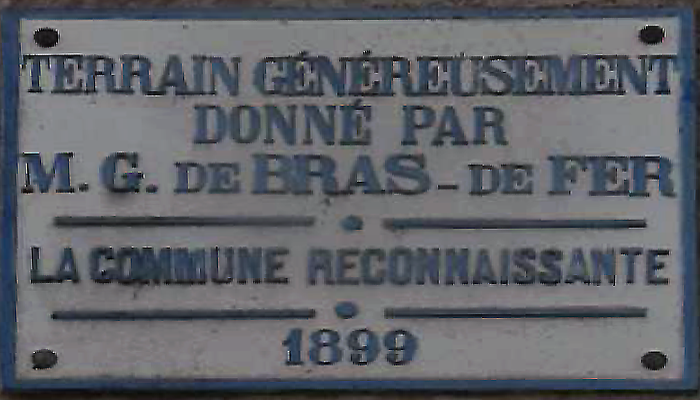 TERRAIN GÉNÉREUSEMENT
DONNÉ PAR
M. G. DE BRAS - DE FER
LA COMMUNE RECONNAISSANTE
1899